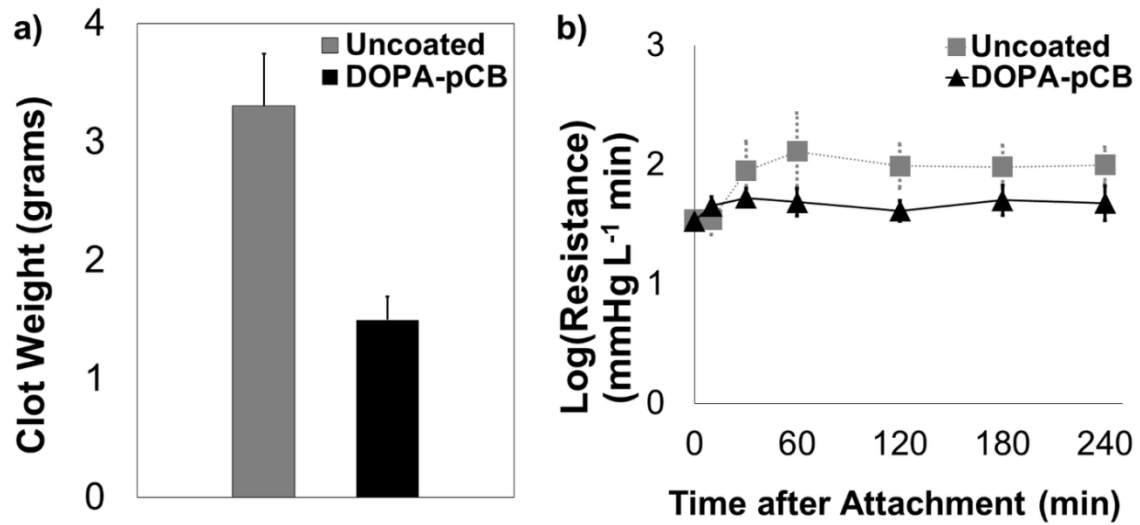 a)
Clot Weight (grams)
4
3
2
1
0
Uncoated
DOPA-pCB
b)
Log(Resistance)
(mmHg L⁻¹ min)
3
2
1
0
Uncoated
DOPA-pCB
0 60 120 180 240
Time after Attachment (min)